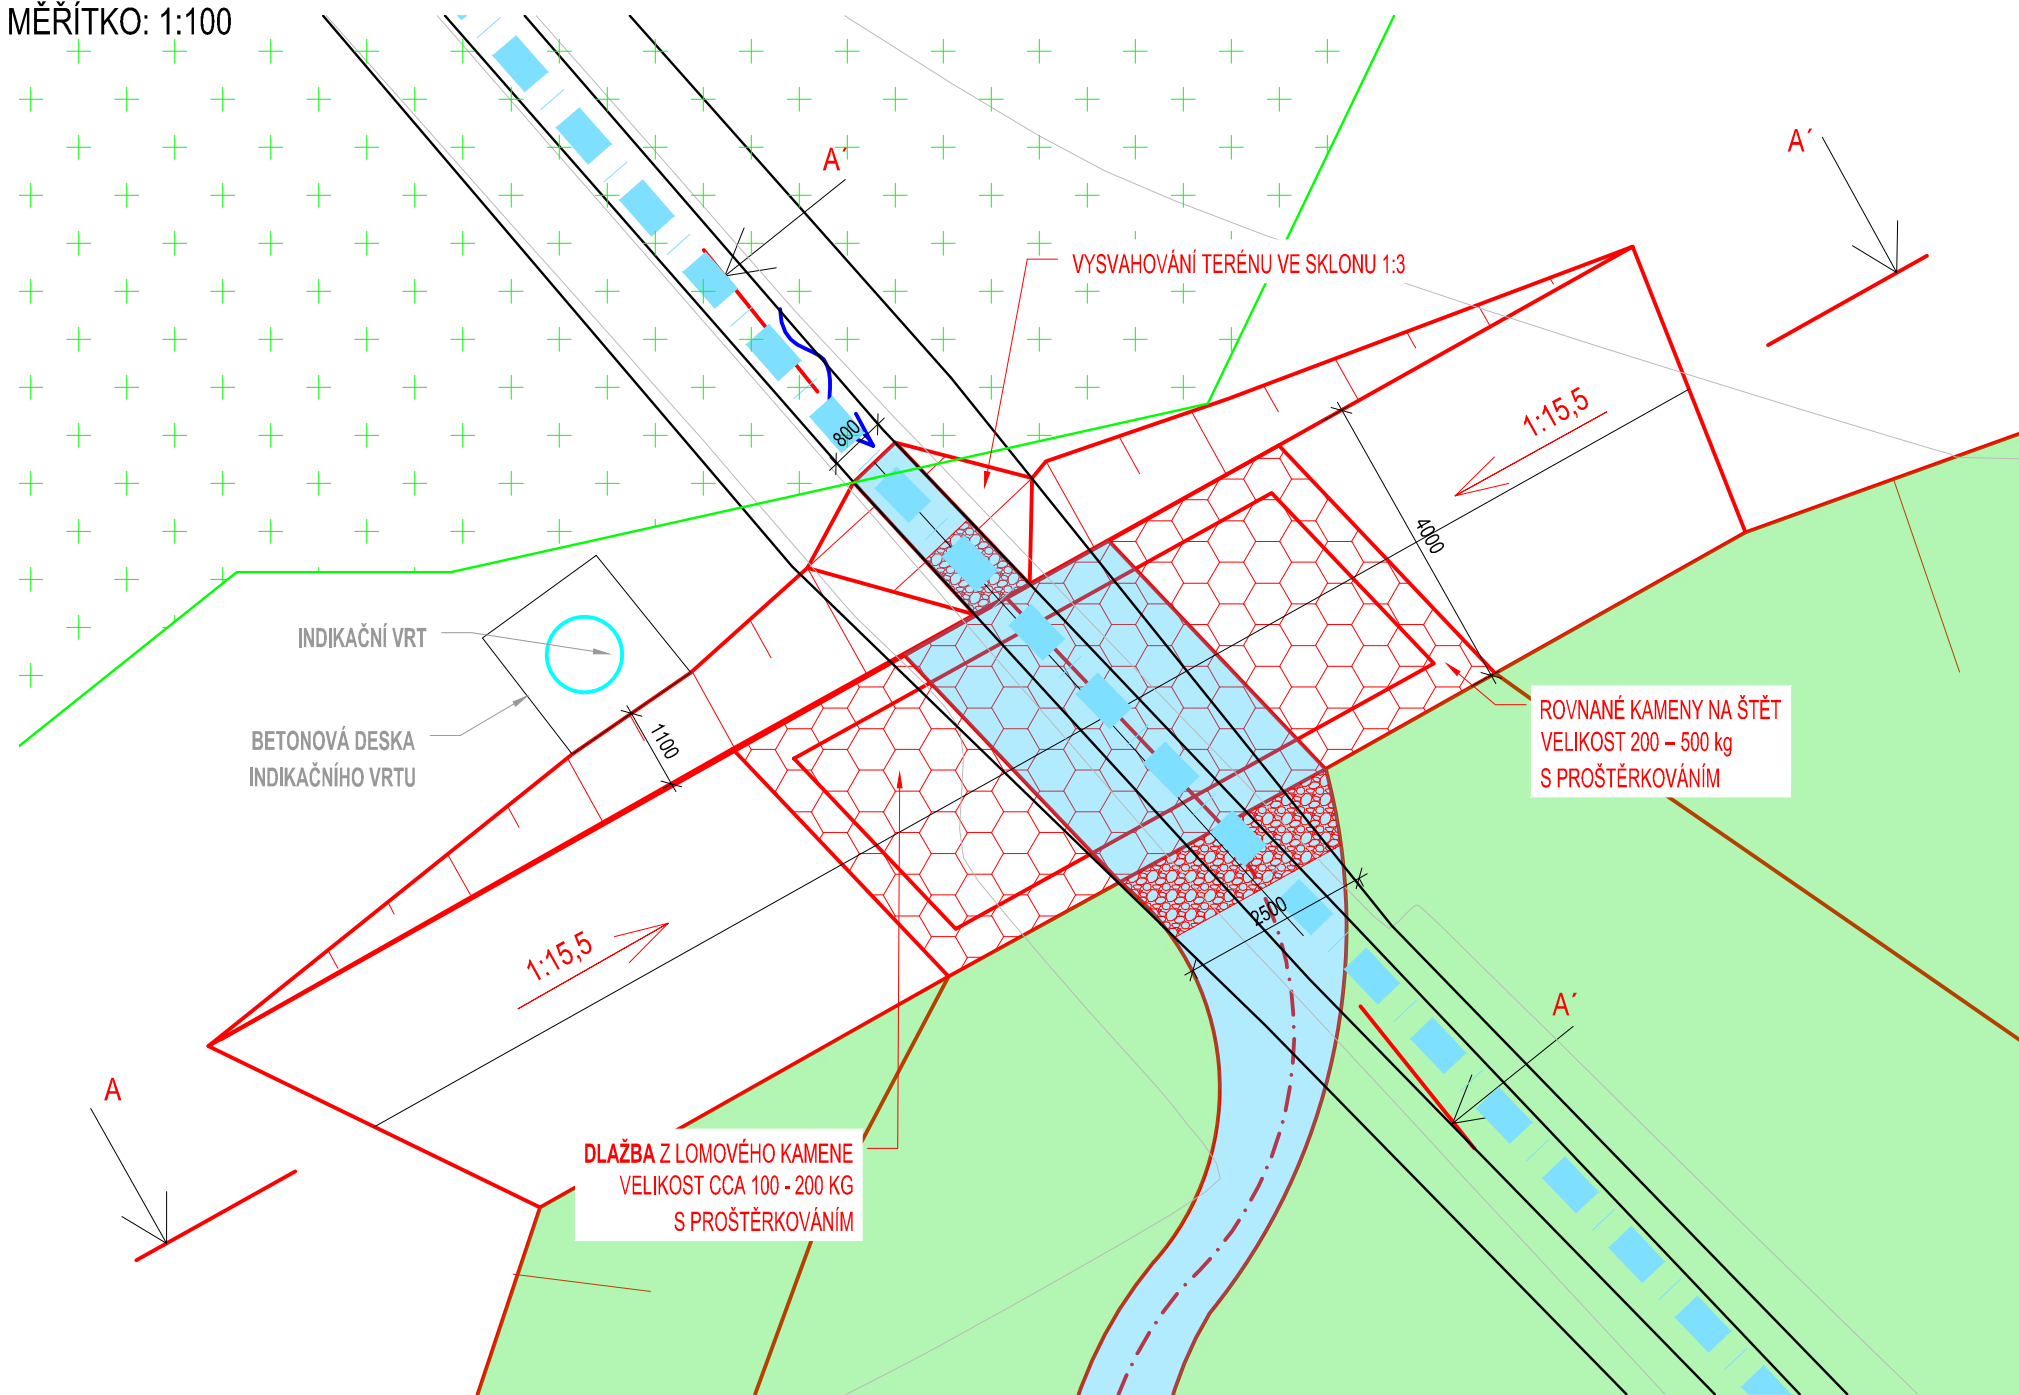 MĚŘÍTKO: 1:100
A´
A´
VYSVAHOVÁNÍ TERÉNU VE SKLONU 1:3
1:15,5
800
4000
INDIKAČNÍ VRT
BETONOVÁ DESKA
INDIKAČNÍHO VRTU
1100
ROVNANÉ KAMENY NA ŠTĚT
VELIKOST 200 – 500 kg
S PROŠTĚRKOVÁNÍM
2500
1:15,5
A´
A
DLAŽBA Z LOMOVÉHO KAMENE
VELIKOST CCA 100 - 200 KG
S PROŠTĚRKOVÁNÍM